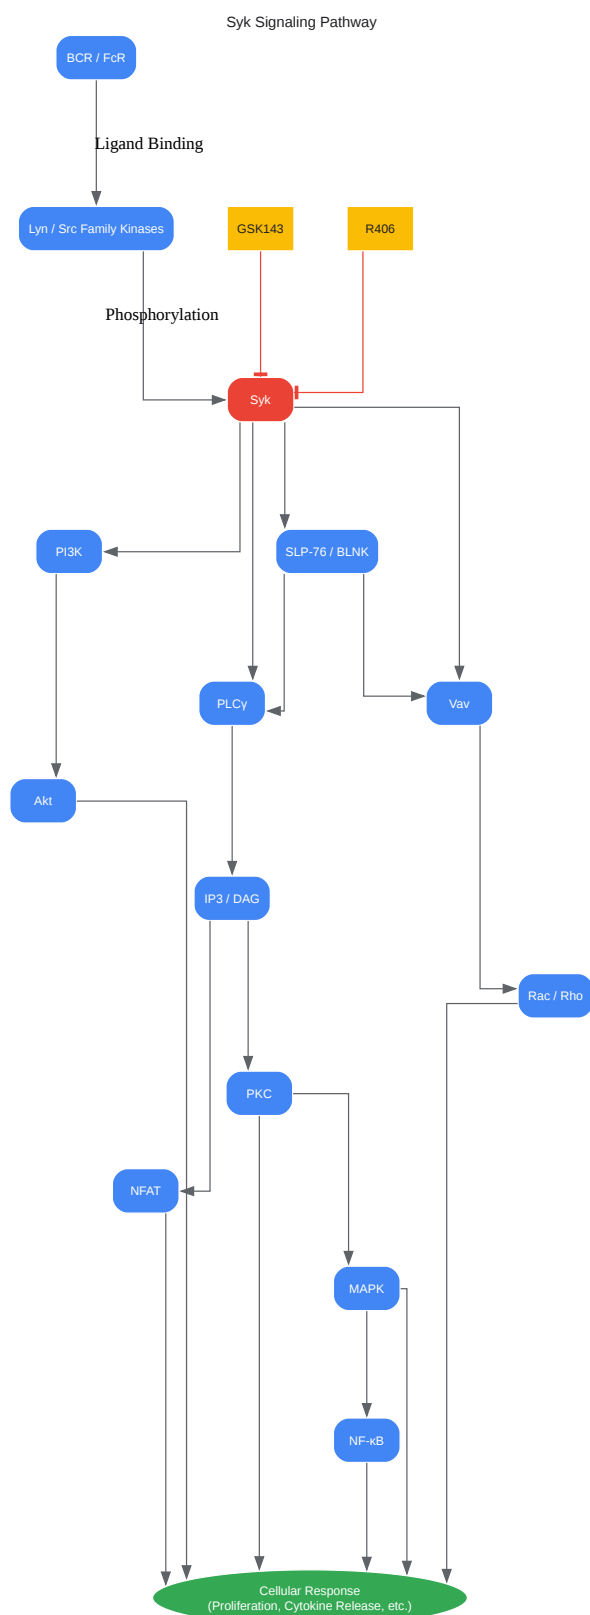 Syk Signaling Pathway
BCR / FcR
Ligand Binding
Lyn / Src Family Kinases
GSK143
R406
Phosphorylation
Syk
PI3K
SLP-76 / BLNK
PLCγ
Vav
Akt
IP3 / DAG
Rac / Rho
PKC
NFAT
MAPK
NF-κB
Cellular Response
(Proliferation, Cytokine Release, etc.)